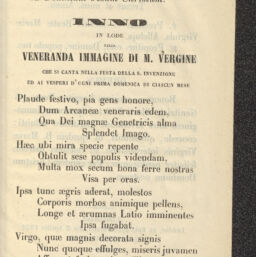 INNO
IN LODE
DELLA
VENERANDA IMMAGINE DI M. VERGINE
CHE SI CANTA NELLA FESTA DELLA S. INVENZIONE
ED AI VESPERI D'OGNI PRIMA DOMENICA DI CIASCUN MESE
Plaude festivo, pia gens honore,
Dum Arcaneæ veneraris edem,
Qua Dei magnæ Genetricis alma
Splendet Imago.
Hæc ubi mira specie repente
Obtulit sese populis videndam,
Multa mox secum bona ferre nostras
Visa per oras.
Ipsa tunc ægris aderat, molestos
Corporis morbos animique pellens,
Longe et ærumnas Latio imminentes
Ipsa fugabat.
Virgo, quæ magnis decorata signis
Nunc quoque effulges, miseris juvamen